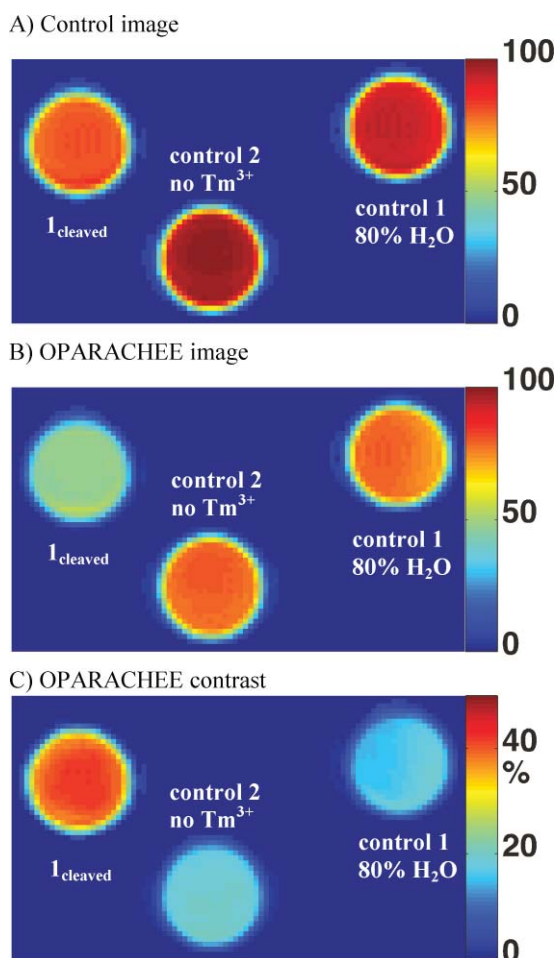 A) Control image
100
control 2
no Tm³⁺
1cleaved
control 1
80% H₂O
50
0
B) OPARACHEE image
100
control 2
no Tm³⁺
1cleaved
control 1
80% H₂O
50
0
C) OPARACHEE contrast
40
%
control 2
no Tm³⁺
1cleaved
control 1
80% H₂O
20
0